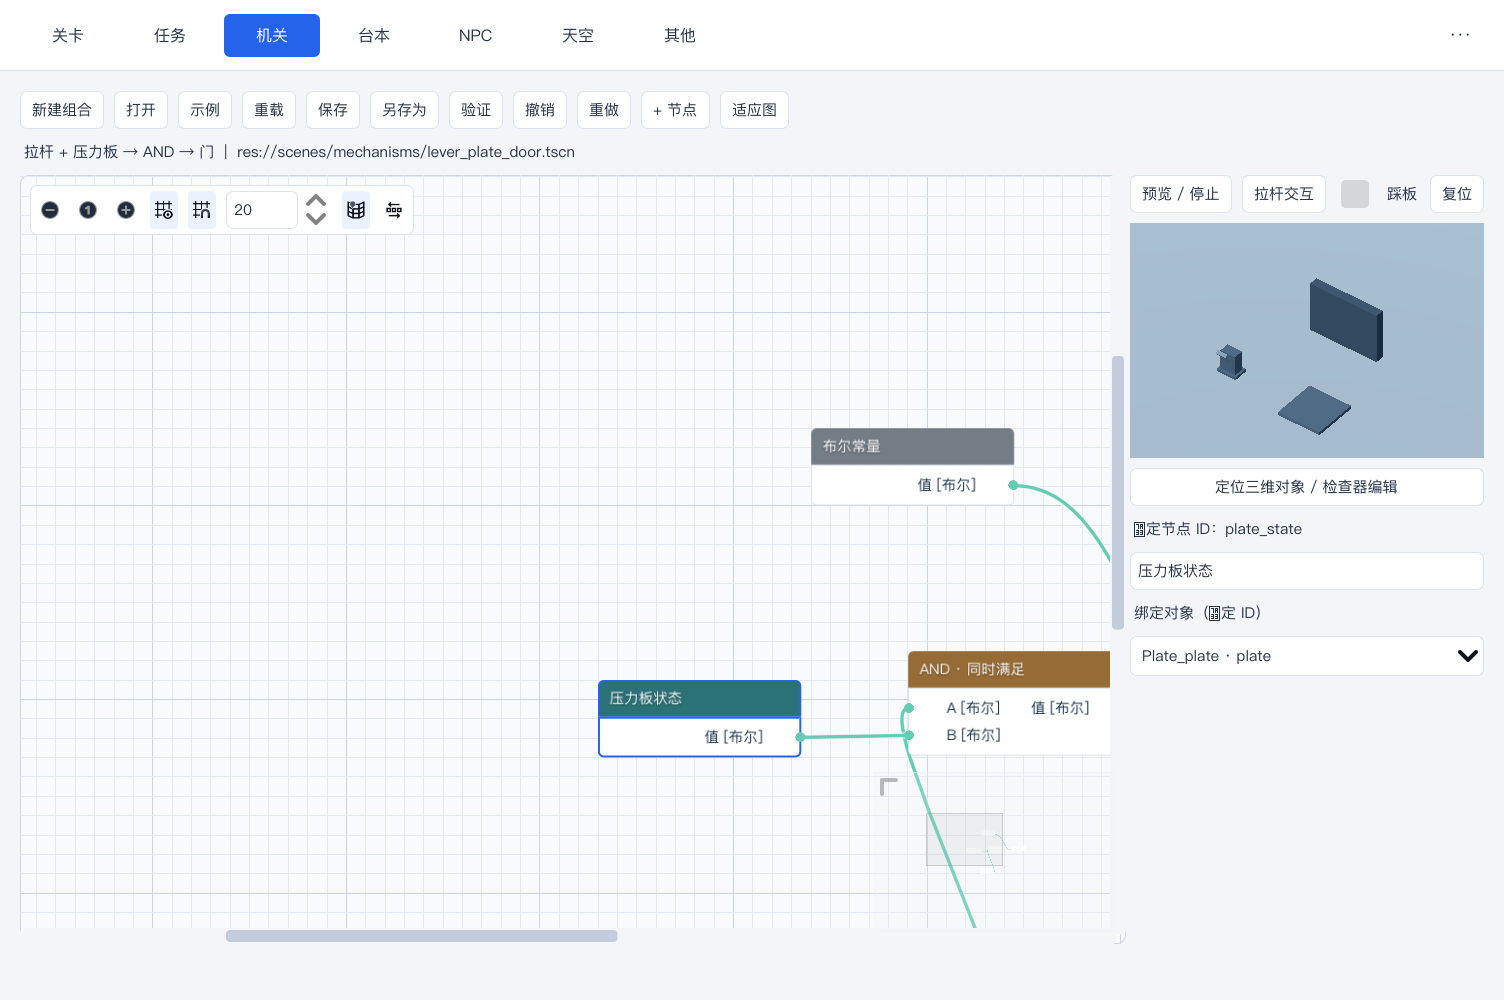 关卡 任务 机关 台本 NPC 天空 其他 ···
新建组合 打开 示例 重载 保存 另存为 验证 撤销 重做 + 节点 适应图
拉杆 + 压力板 → AND → 门 | res://scenes/mechanisms/lever_plate_door.tscn
1 20
预览 / 停止 拉杆交互 踩板 复位
布尔常量
值 [布尔]
压力板状态
值 [布尔]
AND · 同时满足
A [布尔] 值 [布尔]
B [布尔]
定位三维对象 / 检查器编辑
定节点 ID：plate_state
压力板状态
绑定对象（定 ID）
Plate_plate · plate